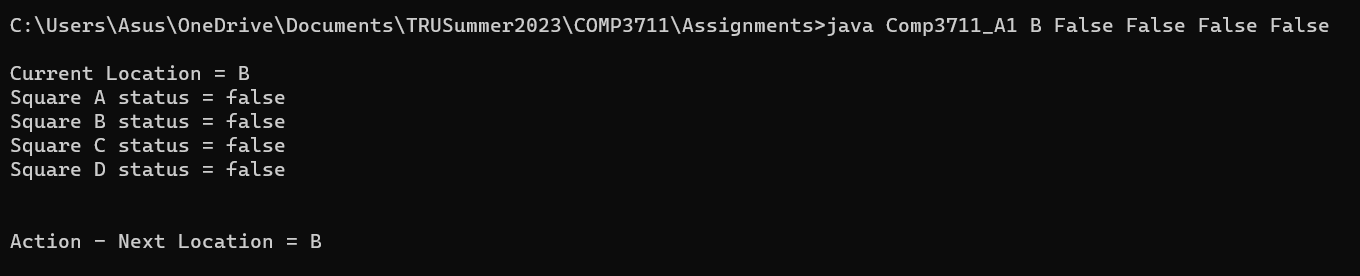 C:\Users\Asus\OneDrive\Documents\TRUSummer2023\COMP3711\Assignments>java Comp3711_A1 B False False False False
Current Location = B
Square A status = false
Square B status = false
Square C status = false
Square D status = false
Action - Next Location = B